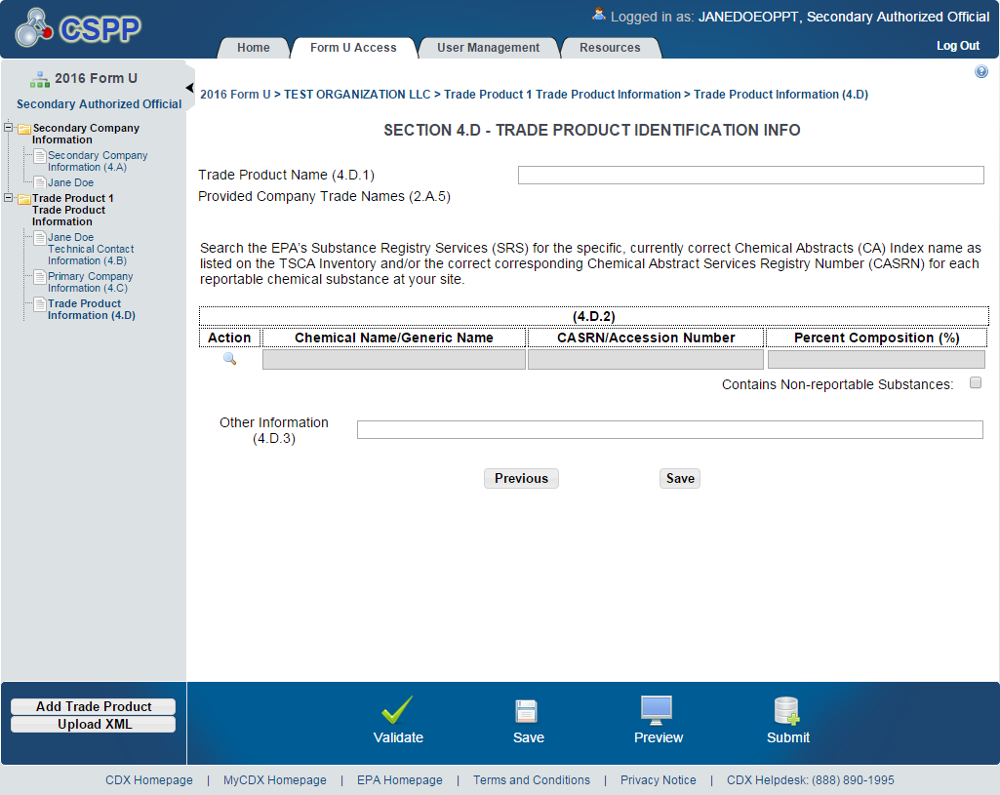 CSPP
Logged in as: JANEDOEOPPT, Secondary Authorized Official
Home
Form U Access
User Management
Resources
Log Out
2016 Form U
Secondary Authorized Official
Secondary Company
Information
Secondary Company
Information (4.A)
Jane Doe
Trade Product 1
Trade Product
Information
Jane Doe
Technical Contact
Information (4.B)
Primary Company
Information (4.C)
Trade Product
Information (4.D)
2016 Form U > TEST ORGANIZATION LLC > Trade Product 1 Trade Product Information > Trade Product Information (4.D)
SECTION 4.D - TRADE PRODUCT IDENTIFICATION INFO
Trade Product Name (4.D.1)
Provided Company Trade Names (2.A.5)
Search the EPA's Substance Registry Services (SRS) for the specific, currently correct Chemical Abstracts (CA) Index name as
listed on the TSCA Inventory and/or the correct corresponding Chemical Abstract Services Registry Number (CASRN) for each
reportable chemical substance at your site.
(4.D.2)
Action Chemical Name/Generic Name CASRN/Accession Number Percent Composition (%)
Contains Non-reportable Substances:
Other Information
(4.D.3)
Previous
Save
Add Trade Product
Upload XML
Validate
Save
Preview
Submit
CDX Homepage | MyCDX Homepage | EPA Homepage | Terms and Conditions | Privacy Notice | CDX Helpdesk: (888) 890-1995